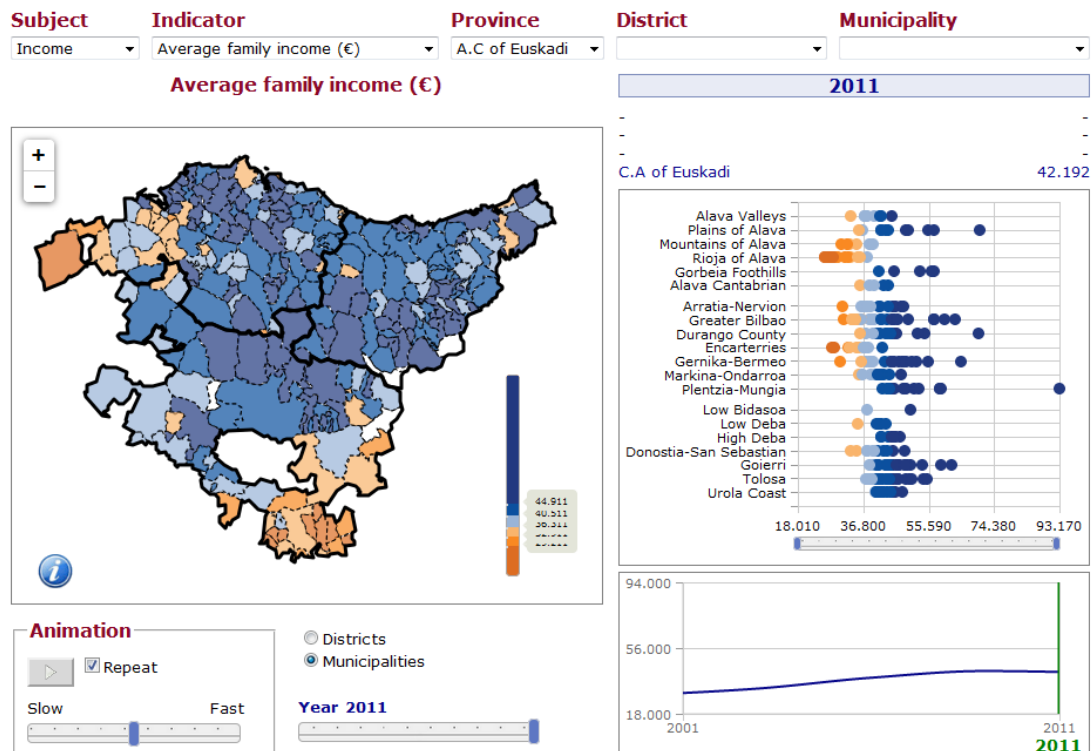 Subject Indicator Province District Municipality
Income Average family income (€) A.C of Euskadi
Average family income (€)
2011
-
-
-
-
-
-
C.A of Euskadi 42.192
+
−
44.911
40.511
36.311
i
Alava Valleys
Plains of Alava
Mountains of Alava
Rioja of Alava
Gorbeia Foothills
Alava Cantabrian
Arratia-Nervion
Greater Bilbao
Durango County
Encarterries
Gernika-Bermeo
Markina-Ondarroa
Plentzia-Mungia
Low Bidasoa
Low Deba
High Deba
Donostia-San Sebastian
Goierri
Tolosa
Urola Coast
18.010 36.800 55.590 74.380 93.170
94.000
56.000
18.000
2001 2011
2011
Animation
Repeat
Slow Fast
Districts
Municipalities
Year 2011